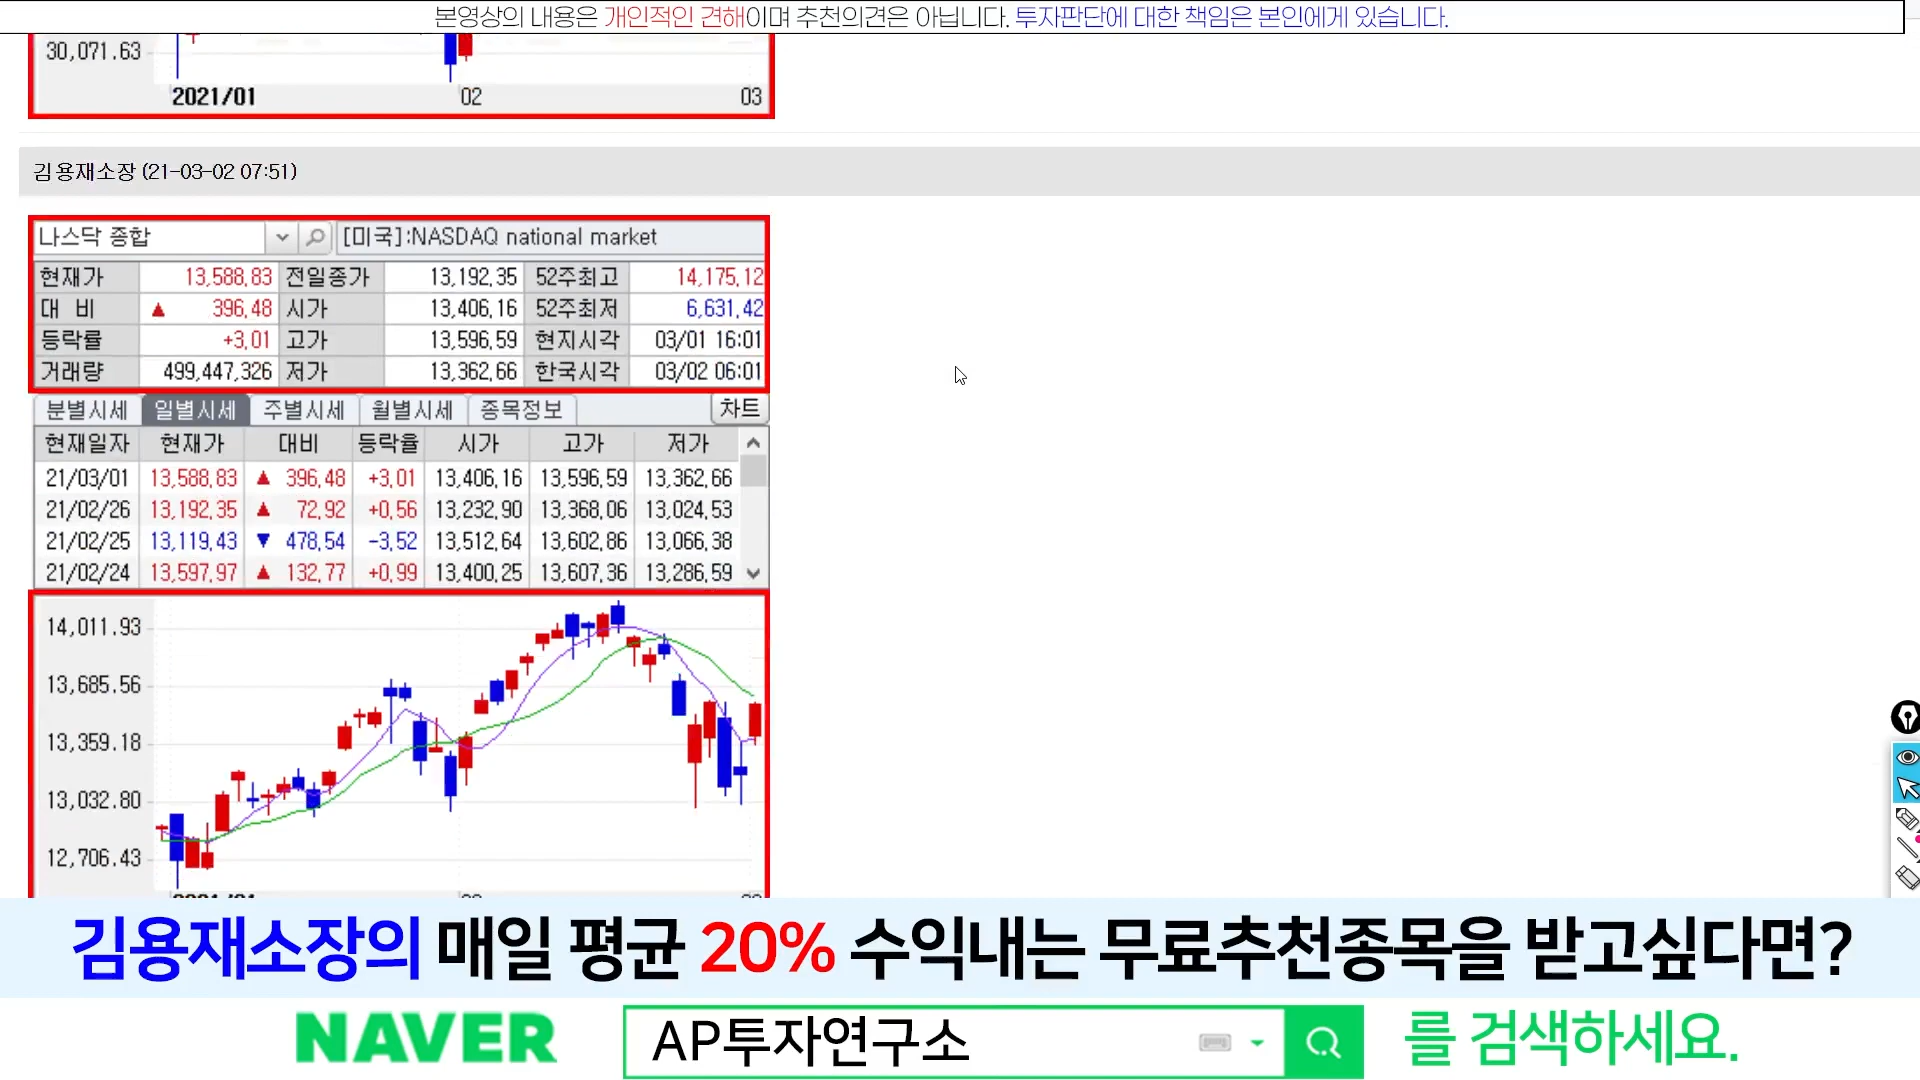 본영상의 내용은 개인적인 견해이며 추천의견은 아닙니다. 투자판단에 대한 책임은 본인에게 있습니다.
30,071.63
2021/01 02 03
김용재소장 (21-03-02 07:51)
나스닥 종합 [미국]:NASDAQ national market
현재가 13,588.83 전일종가 13,192.35 52주최고 14,175.12
대 비 ▲ 396.48 시가 13,406.16 52주최저 6,631.42
등락률 +3.01 고가 13,596.59 현지시각 03/01 16:01
거래량 499,447,326 저가 13,362.66 한국시각 03/02 06:01
분별시세 일별시세 주별시세 월별시세 종목정보 차트
현재일자 현재가 대비 등락율 시가 고가 저가
21/03/01 13,588.83 ▲ 396.48 +3.01 13,406.16 13,596.59 13,362.66
21/02/26 13,192.35 ▲ 72.92 +0.56 13,232.90 13,368.06 13,024.53
21/02/25 13,119.43 ▼ 478.54 -3.52 13,512.64 13,602.86 13,066.38
21/02/24 13,597.97 ▲ 132.77 +0.99 13,400.25 13,607.36 13,286.59
14,011.93
13,685.56
13,359.18
13,032.80
12,706.43
김용재소장의 매일 평균 20% 수익내는 무료추천종목을 받고싶다면?
NAVER AP투자연구소 를 검색하세요.